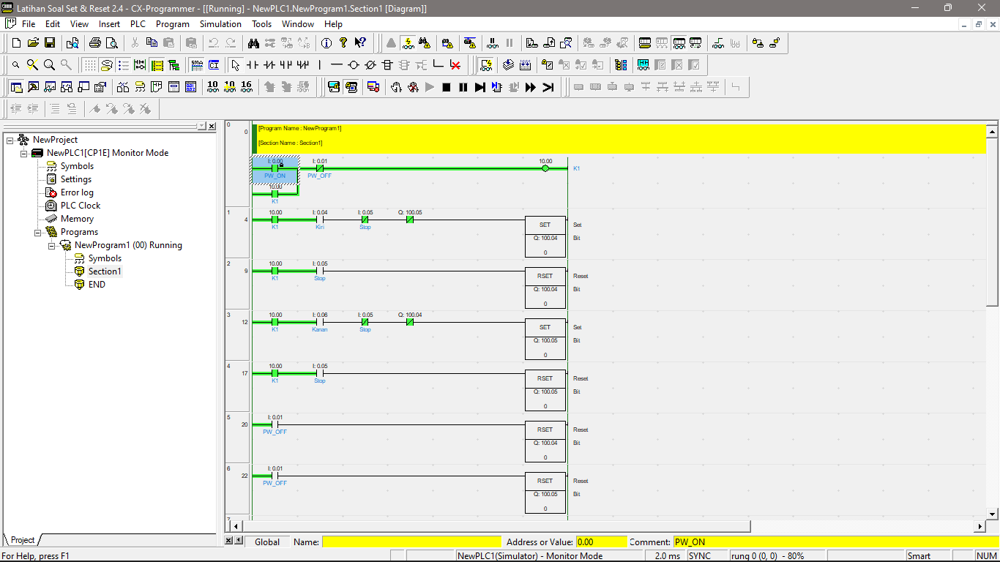 Latihan Soal Set & Reset 2.4 - CX-Programmer - [[Running] - NewPLC1.NewProgram1.Section1 [Diagram]]
File Edit View Insert PLC Program Simulation Tools Window Help
SMA CI
10 10 16
NewProject
NewPLC1[CP1E] Monitor Mode
Symbols
Settings
Error log
PLC Clock
Memory
Programs
NewProgram1 (00) Running
Symbols
Section1
END
Project
0 0 [Program Name : NewProgram1]
[Section Name : Section1]
I: 0.00 I: 0.01 10.00
K1
PW_ON PW_OFF
10.00
K1
1 4 10.00 I: 0.04 I: 0.05 Q: 100.05
K1 Kiri Stop
SET Set
Q: 100.04 Bit
0
2 9 10.00 I: 0.05
K1 Stop
RSET Reset
Q: 100.04 Bit
0
3 12 10.00 I: 0.06 I: 0.05 Q: 100.04
K1 Kanan Stop
SET Set
Q: 100.05 Bit
0
4 17 10.00 I: 0.05
K1 Stop
RSET Reset
Q: 100.05 Bit
0
5 20 I: 0.01
PW_OFF
RSET Reset
Q: 100.04 Bit
0
6 22 I: 0.01
PW_OFF
RSET Reset
Q: 100.05 Bit
0
7
Global Name: Address or Value: 0.00 Comment: PW_ON
For Help, press F1 NewPLC1(Simulator) - Monitor Mode 2.0 ms SYNC rung 0 (0, 0) - 80% Smart NUM